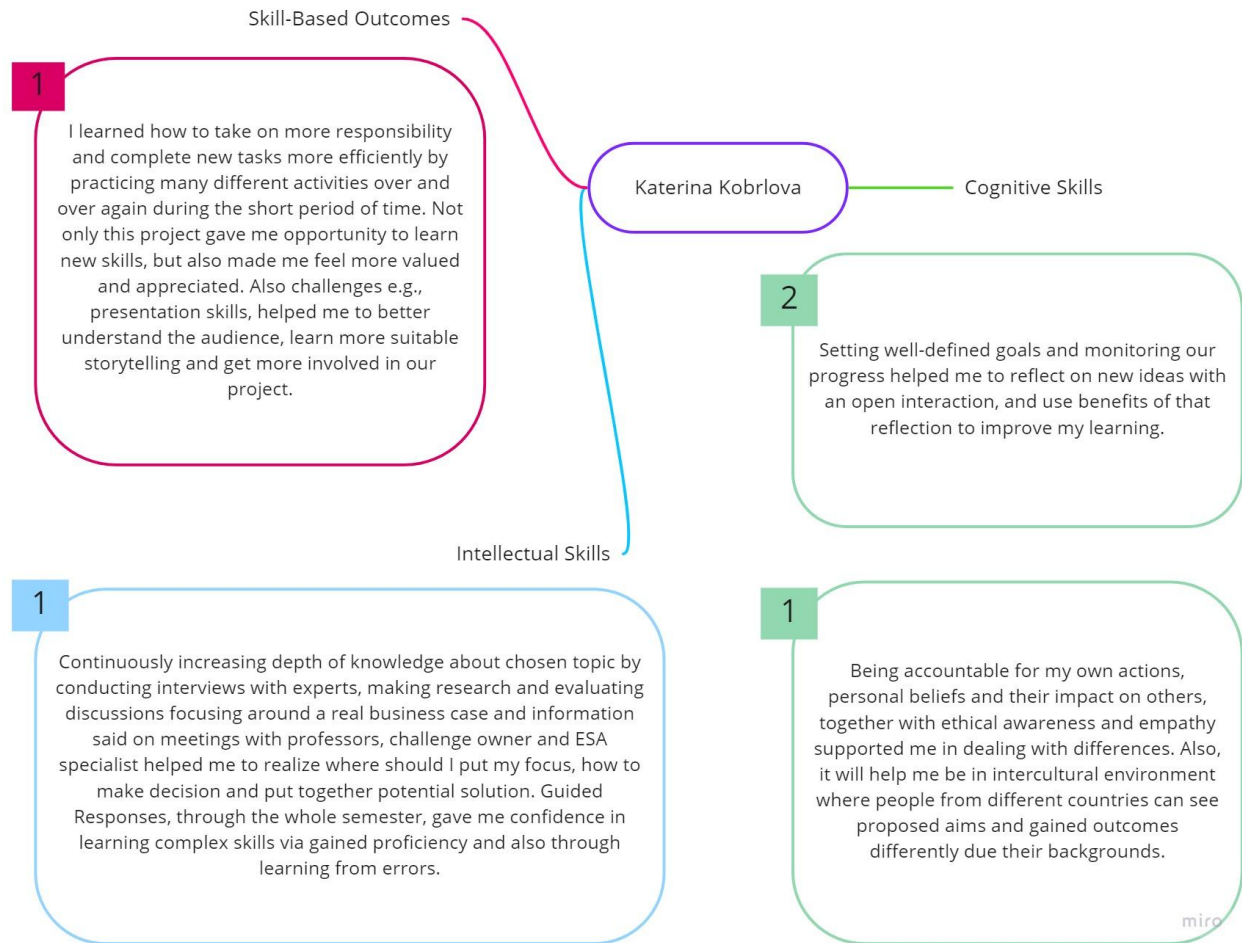 Skill-Based Outcomes
1
I learned how to take on more responsibility
and complete new tasks more efficiently by
practicing many different activities over and
over again during the short period of time. Not
only this project gave me opportunity to learn
new skills, but also made me feel more valued
and appreciated. Also challenges e.g.,
presentation skills, helped me to better
understand the audience, learn more suitable
storytelling and get more involved in our
project.
Katerina Kobrlova
Cognitive Skills
2
Setting well-defined goals and monitoring our
progress helped me to reflect on new ideas with
an open interaction, and use benefits of that
reflection to improve my learning.
Intellectual Skills
1
Continuously increasing depth of knowledge about chosen topic by
conducting interviews with experts, making research and evaluating
discussions focusing around a real business case and information
said on meetings with professors, challenge owner and ESA
specialist helped me to realize where should I put my focus, how to
make decision and put together potential solution. Guided
Responses, through the whole semester, gave me confidence in
learning complex skills via gained proficiency and also through
learning from errors.
1
Being accountable for my own actions,
personal beliefs and their impact on others,
together with ethical awareness and empathy
supported me in dealing with differences. Also,
it will help me be in intercultural environment
where people from different countries can see
proposed aims and gained outcomes
differently due their backgrounds.
miro